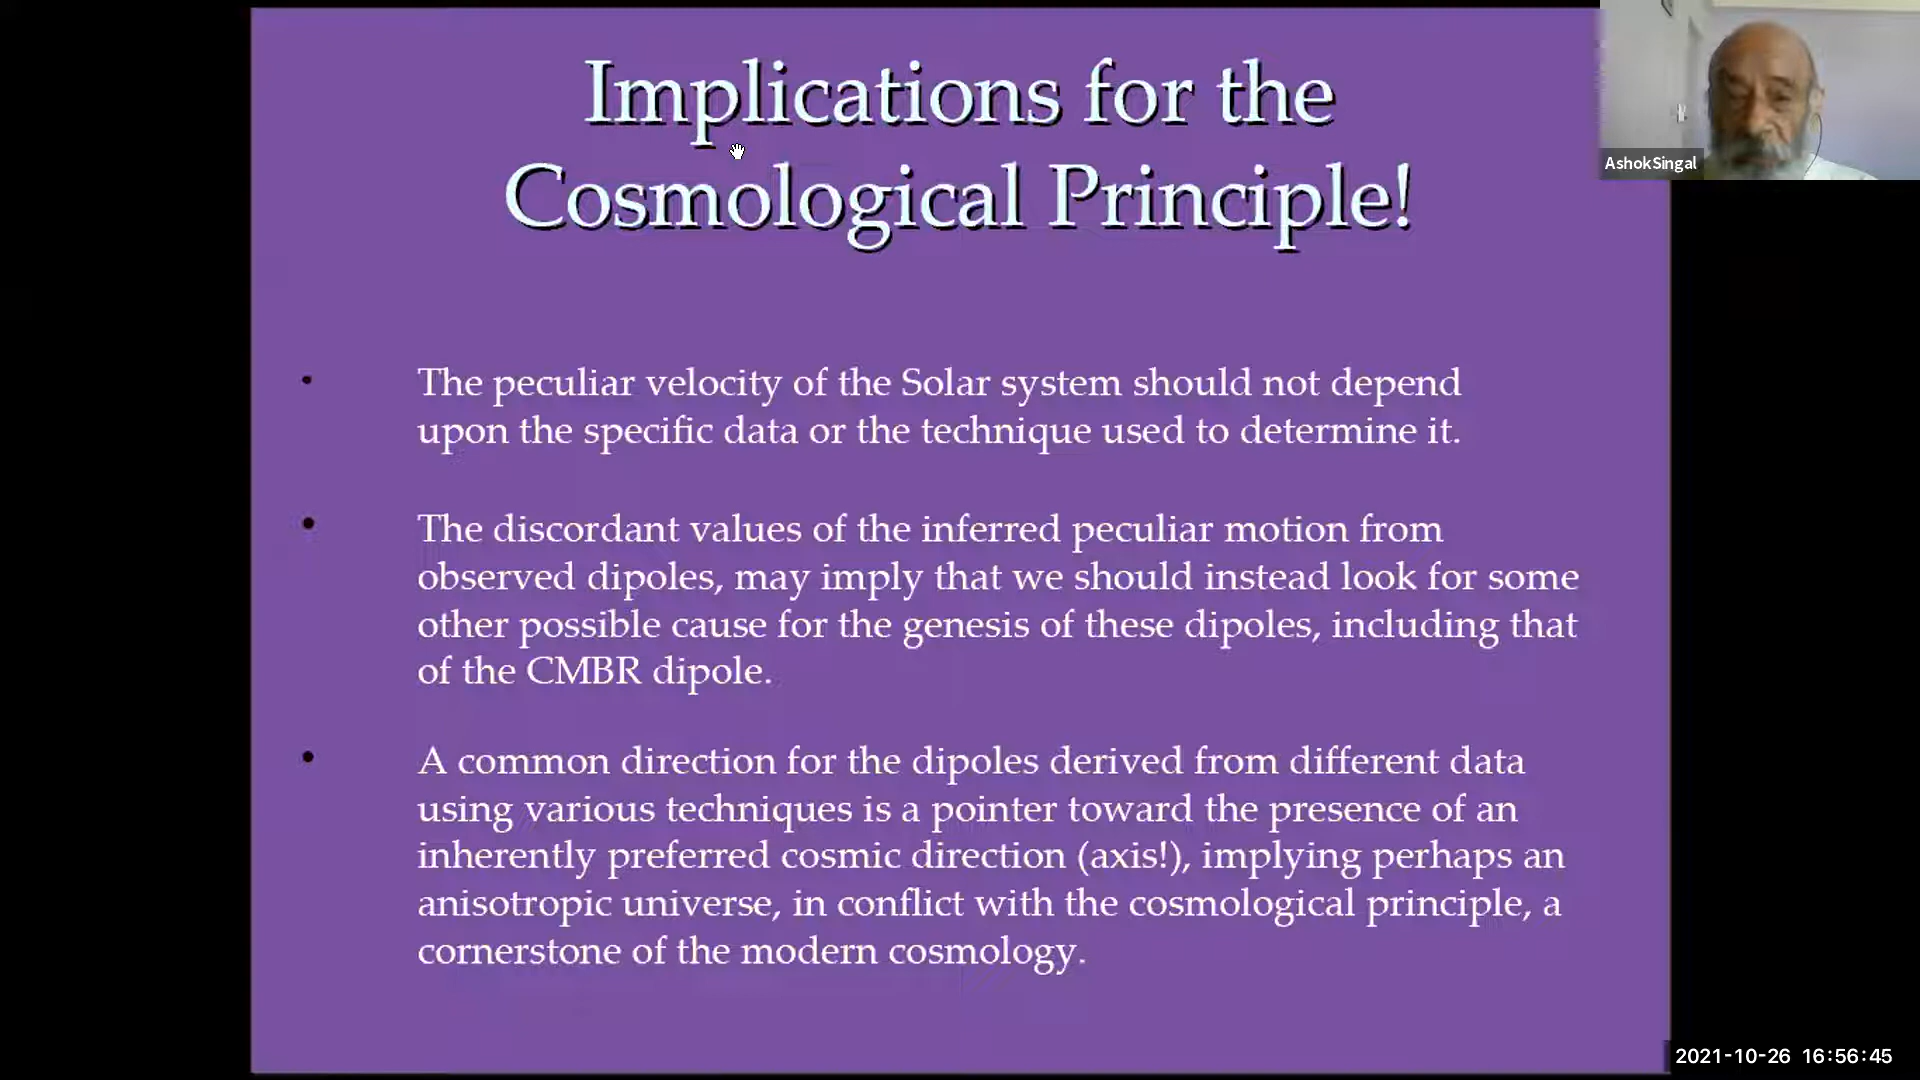 Implications for the
Cosmological Principle!
AshokSingal
• The peculiar velocity of the Solar system should not depend
upon the specific data or the technique used to determine it.
• The discordant values of the inferred peculiar motion from
observed dipoles, may imply that we should instead look for some
other possible cause for the genesis of these dipoles, including that
of the CMBR dipole.
• A common direction for the dipoles derived from different data
using various techniques is a pointer toward the presence of an
inherently preferred cosmic direction (axis!), implying perhaps an
anisotropic universe, in conflict with the cosmological principle, a
cornerstone of the modern cosmology.
2021-10-26 16:56:45